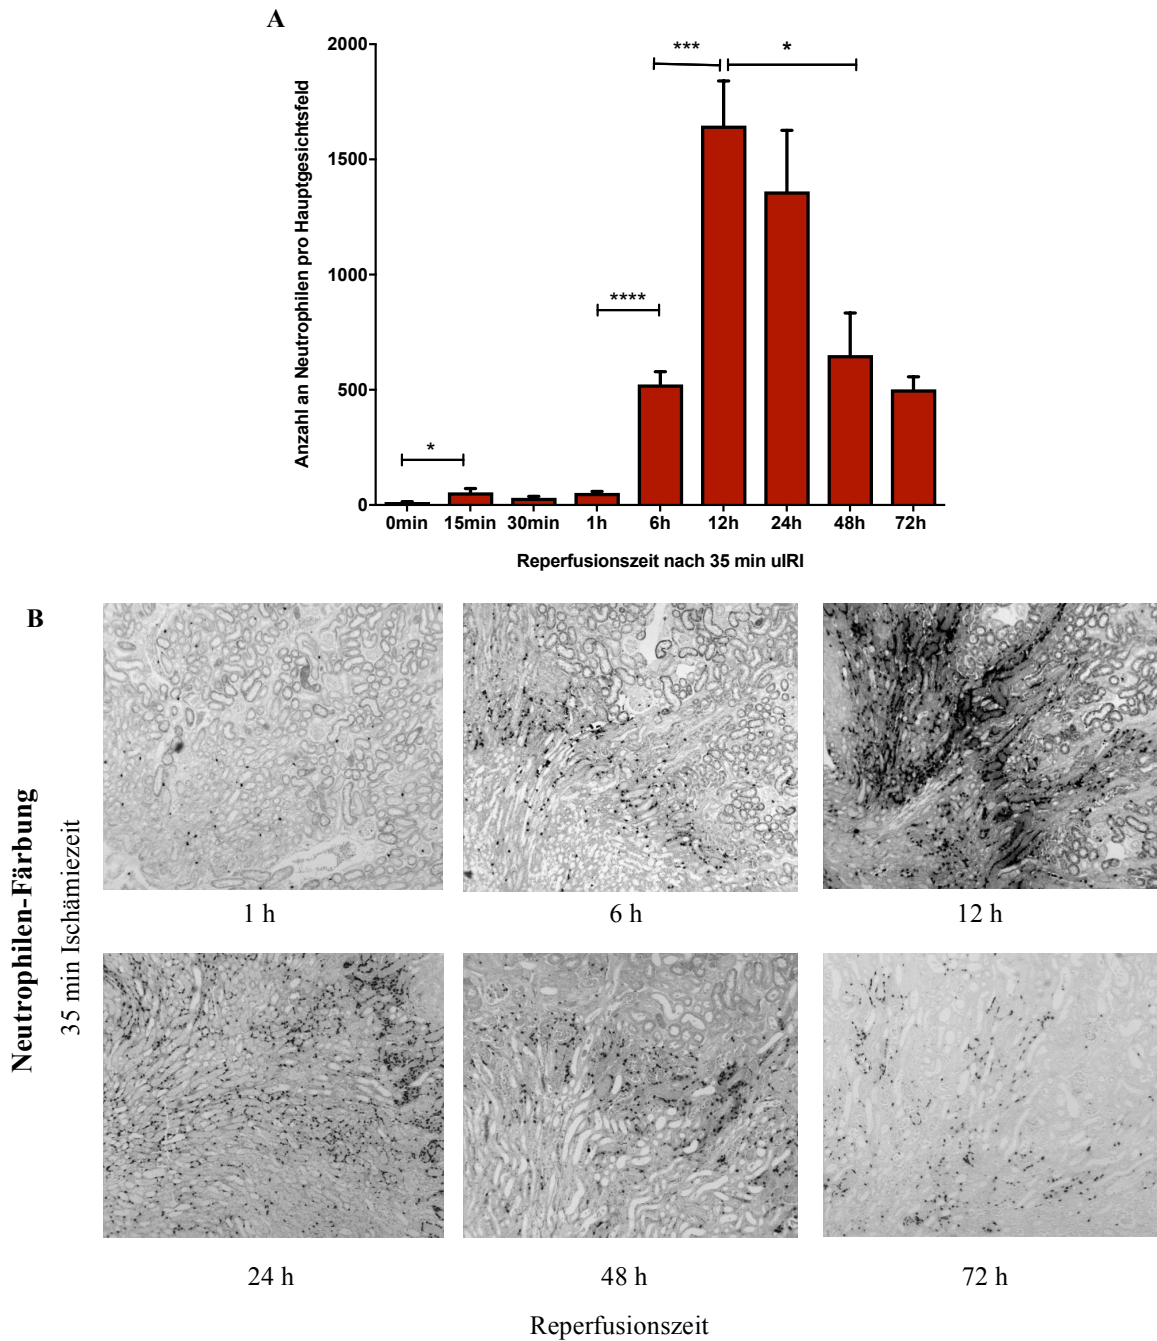 A
2000
1500
1000
500
0
Anzahl an Neutrophilen pro Hauptgesichtsfeld
*
****
***
*
0min 15min 30min 1h 6h 12h 24h 48h 72h
Reperfusionszeit nach 35 min uIRI
B
Neutrophilen-Färbung
35 min Ischämiezeit
1 h 6 h 12 h
24 h 48 h 72 h
Reperfusionszeit